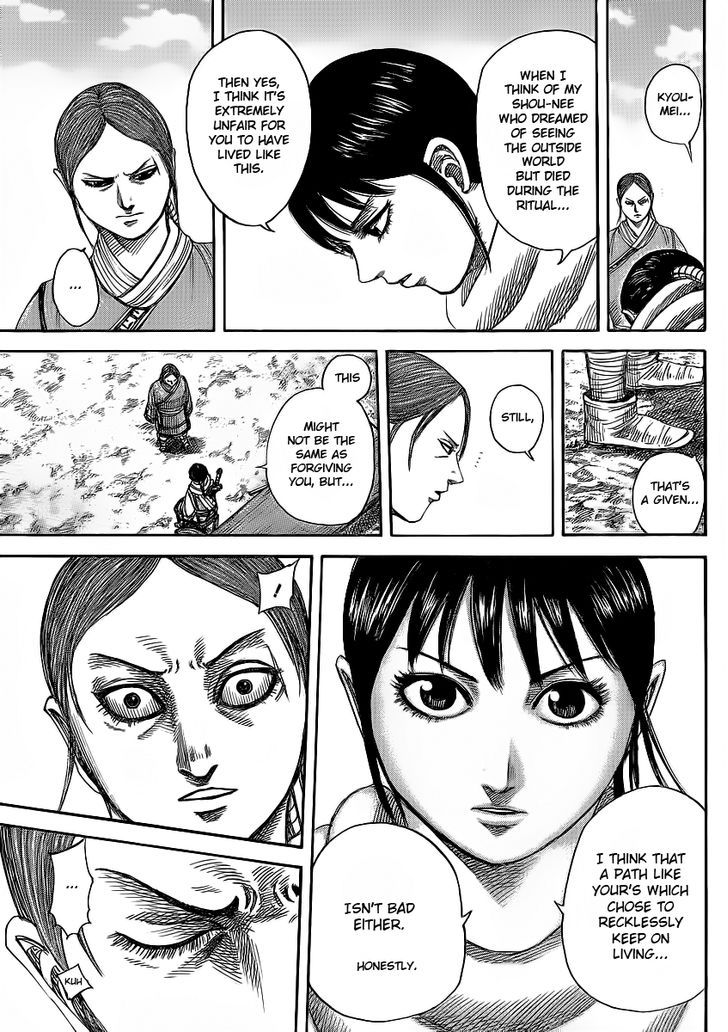 KYOU-
MEI...
WHEN I
THINK OF MY
SHOU-NEE
WHO DREAMED
OF SEEING
THE OUTSIDE
WORLD
BUT DIED
DURING THE
RITUAL...
THEN YES,
I THINK IT'S
EXTREMELY
UNFAIR FOR
YOU TO HAVE
LIVED LIKE
THIS.
...
THAT'S
A GIVEN...
STILL,
THIS
MIGHT
NOT BE THE
SAME AS
FORGIVING
YOU, BUT...
I THINK THAT
A PATH LIKE
YOUR'S WHICH
CHOSE TO
RECKLESSLY
KEEP ON
LIVING...
ISN'T BAD
EITHER.
HONESTLY.
!
...
KUH